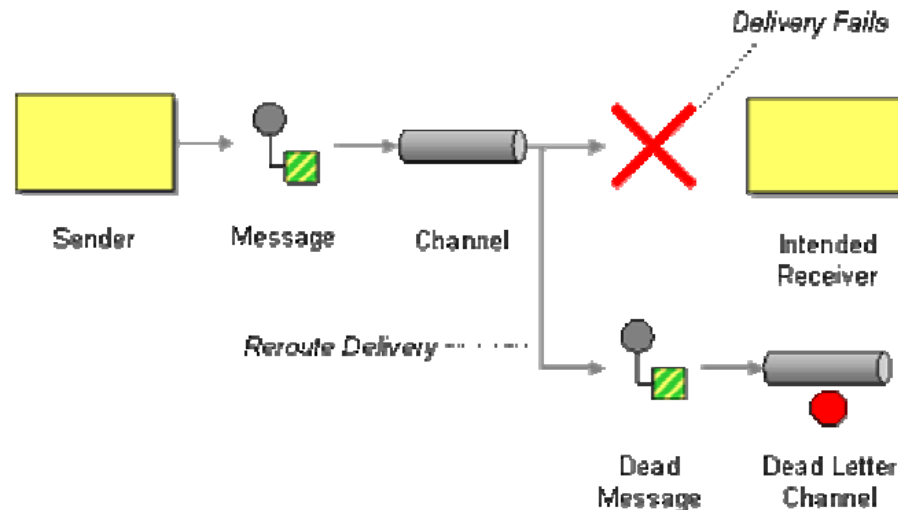 Delivery Fails
Sender
Message
Channel
Intended
Receiver
Reroute Delivery
Dead
Message
Dead Letter
Channel